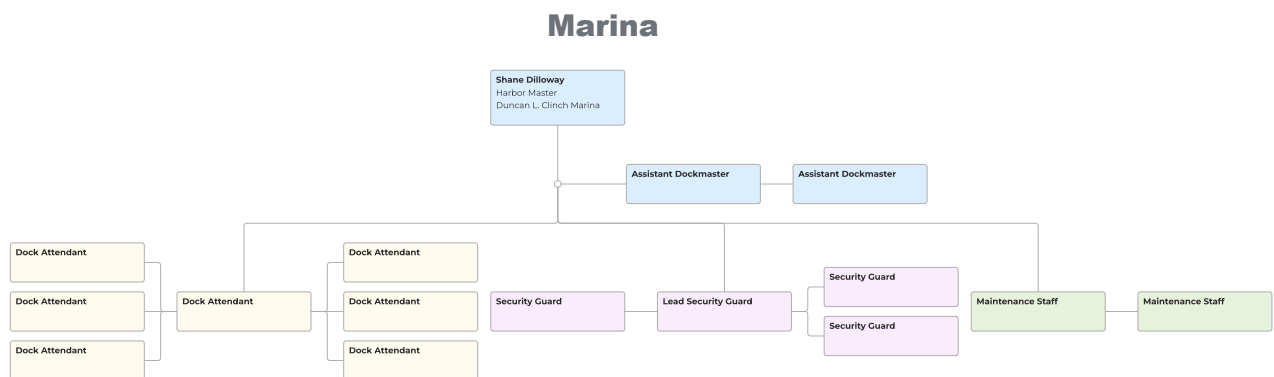 Marina
Shane Dilloway
Harbor Master
Duncan L. Clinch Marina
Assistant Dockmaster
Assistant Dockmaster
Dock Attendant
Dock Attendant
Dock Attendant
Dock Attendant
Dock Attendant
Dock Attendant
Dock Attendant
Security Guard
Lead Security Guard
Security Guard
Security Guard
Maintenance Staff
Maintenance Staff